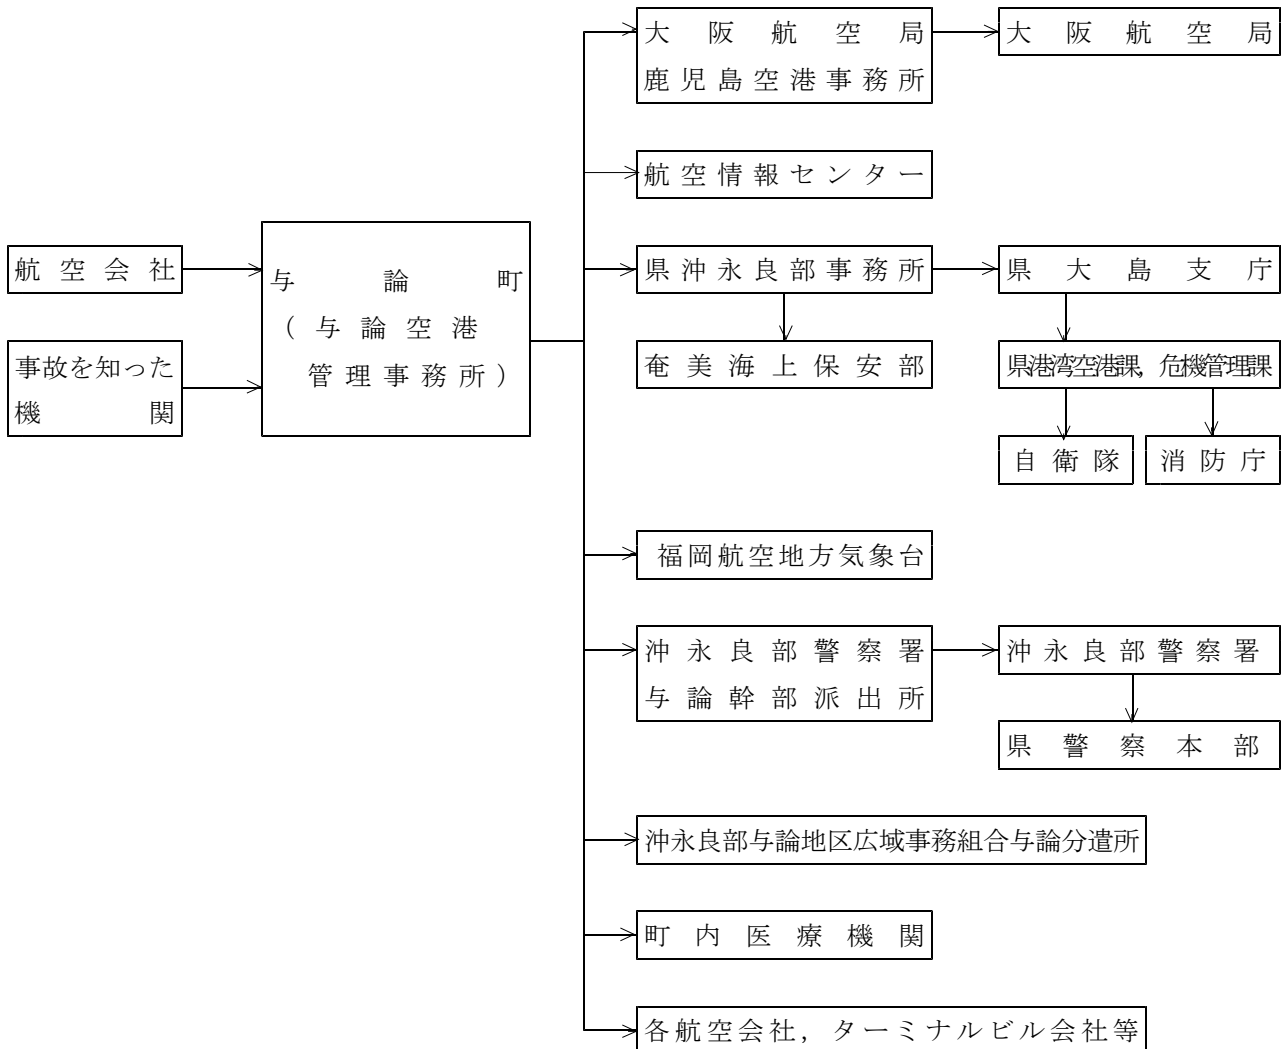 大阪航空局
鹿児島空港事務所
大阪航空局
航空情報センター
航空会社
事故を知った
機関
与論町
（与論空港
管理事務所）
県沖永良部事務所
県大島支庁
奄美海上保安部
県港湾空港課，危機管理課
自衛隊
消防庁
福岡航空地方気象台
沖永良部警察署
与論幹部派出所
沖永良部警察署
県警察本部
沖永良部与論地区広域事務組合与論分遣所
町内医療機関
各航空会社，ターミナルビル会社等